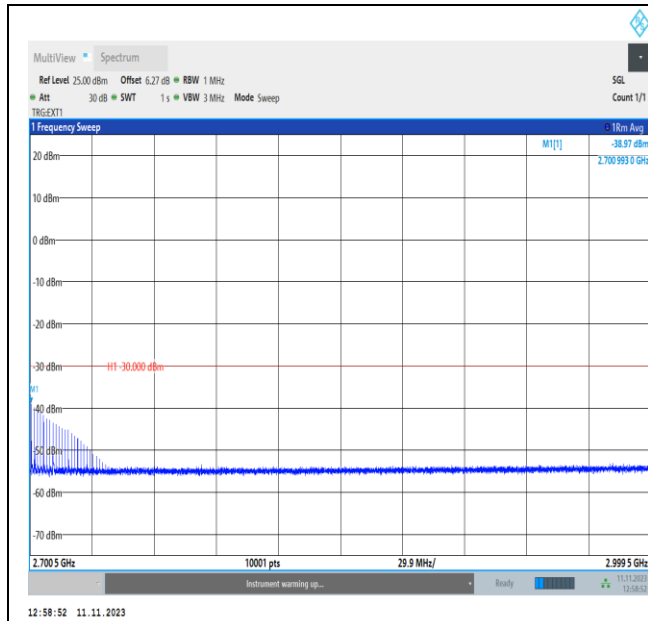 R S
MultiView Spectrum
Ref Level 25.00 dBm Offset 6.27 dB RBW 1 MHz SGL
Att 30 dB SWT 1 s VBW 3 MHz Mode Sweep Count 1/1
TRG:EXT1
1 Frequency Sweep 1Rm Avg
M1[1] -38.97 dBm
2.700 993 0 GHz
20 dBm
10 dBm
0 dBm
-10 dBm
-20 dBm
-30 dBm H1 -30.000 dBm
M1
-40 dBm
-50 dBm
-60 dBm
-70 dBm
2.700 5 GHz 10001 pts 29.9 MHz/ 2.999 5 GHz
Instrument warming up... Ready 11.11.2023
12:58:52
12:58:52 11.11.2023